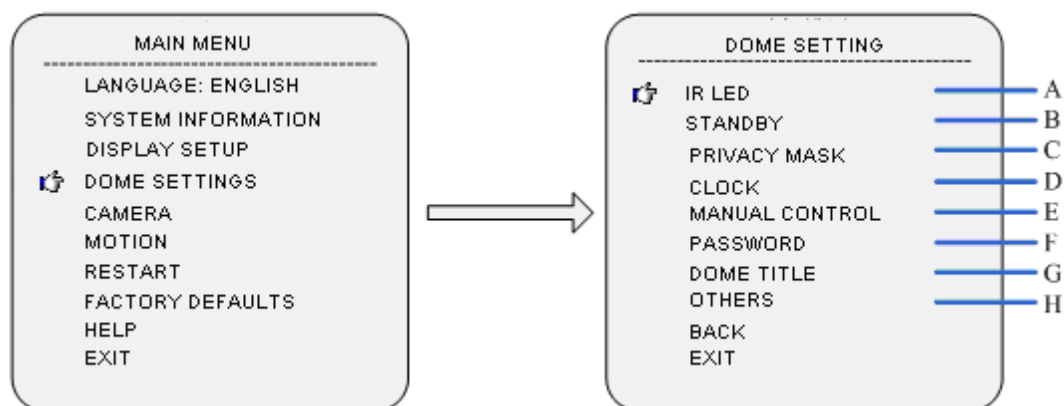 MAIN MENU
LANGUAGE: ENGLISH
SYSTEM INFORMATION
DISPLAY SETUP
DOME SETTINGS
CAMERA
MOTION
RESTART
FACTORY DEFAULTS
HELP
EXIT
DOME SETTING
IR LED A
STANDBY B
PRIVACY MASK C
CLOCK D
MANUAL CONTROL E
PASSWORD F
DOME TITLE G
OTHERS H
BACK
EXIT